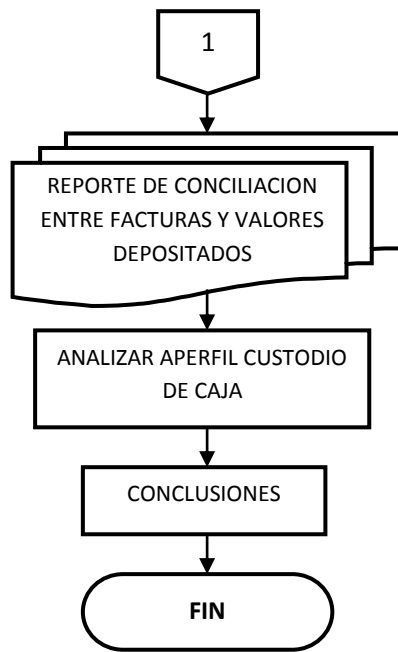 1
REPORTE DE CONCILIACION
ENTRE FACTURAS Y VALORES
DEPOSITADOS
ANALIZAR APERFIL CUSTODIO
DE CAJA
CONCLUSIONES
FIN